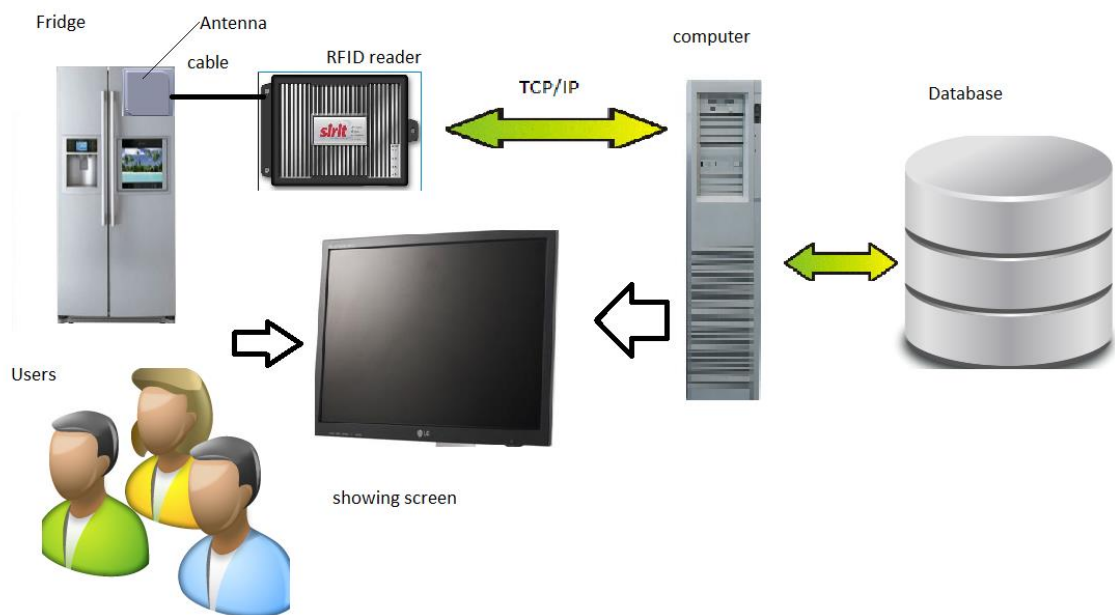 Fridge
Antenna
cable
RFID reader
computer
TCP/IP
Database
sirit
LG
Users
showing screen